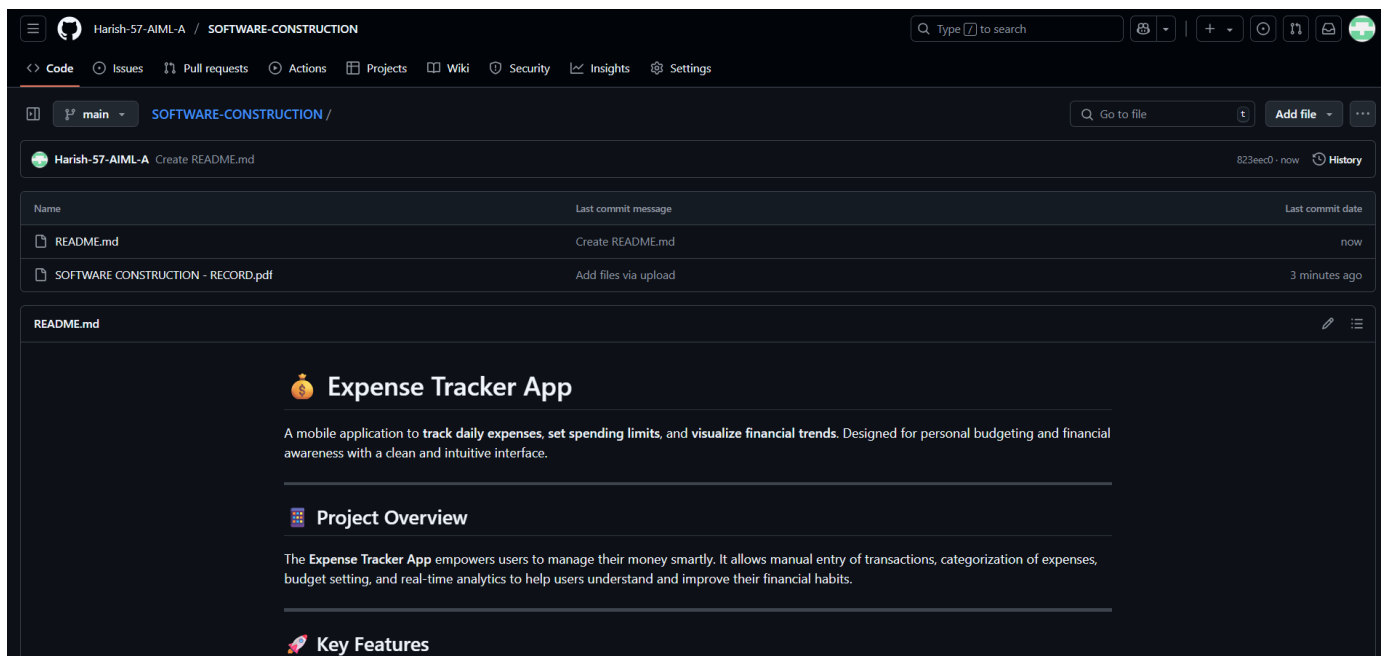 Harish-57-AIML-A / SOFTWARE-CONSTRUCTION
Type / to search
Code Issues Pull requests Actions Projects Wiki Security Insights Settings
main SOFTWARE-CONSTRUCTION / Go to file t Add file
Harish-57-AIML-A Create README.md 823eec0 · now History
Name Last commit message Last commit date
README.md Create README.md now
SOFTWARE CONSTRUCTION - RECORD.pdf Add files via upload 3 minutes ago
README.md
Expense Tracker App
A mobile application to track daily expenses, set spending limits, and visualize financial trends. Designed for personal budgeting and financial
awareness with a clean and intuitive interface.
Project Overview
The Expense Tracker App empowers users to manage their money smartly. It allows manual entry of transactions, categorization of expenses,
budget setting, and real-time analytics to help users understand and improve their financial habits.
Key Features